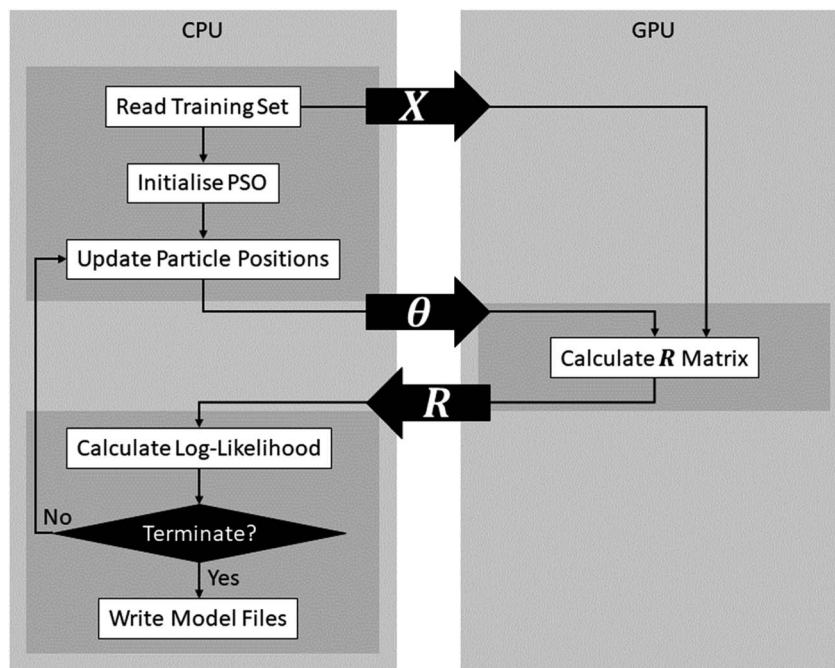 CPU
GPU
Read Training Set
X
Initialise PSO
Update Particle Positions
θ
Calculate R Matrix
R
Calculate Log-Likelihood
No
Terminate?
Yes
Write Model Files